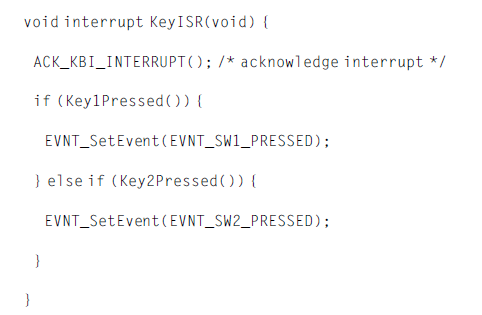 void interrupt KeyISR(void) {
ACK_KBI_INTERRUPT(); /* acknowledge interrupt */
if (Key1Pressed()) {
EVNT_SetEvent(EVNT_SW1_PRESSED);
} else if (Key2Pressed()) {
EVNT_SetEvent(EVNT_SW2_PRESSED);
}
}